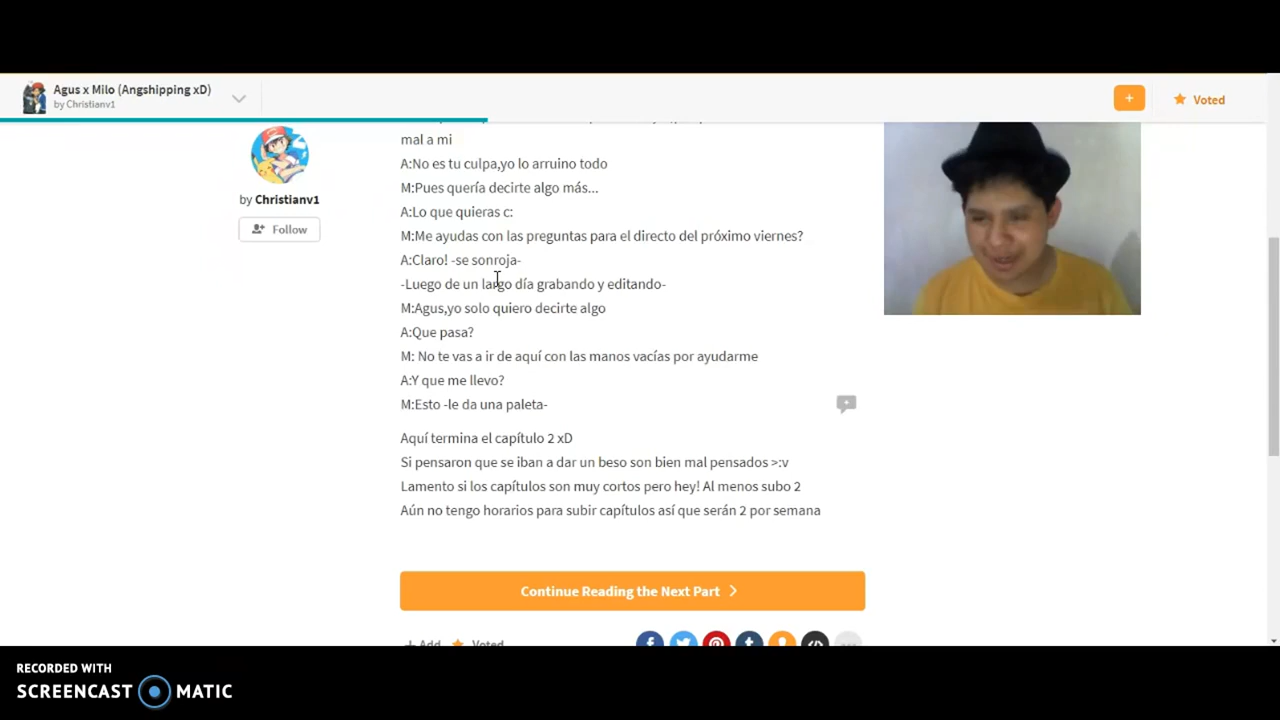 Agus x Milo (Angshipping xD)
by Christianv1
+
Voted
mal a mi
by Christianv1
Follow
A:No es tu culpa,yo lo arruino todo
M:Pues quería decirte algo más...
A:Lo que quieras c:
M:Me ayudas con las preguntas para el directo del próximo viernes?
A:Claro! -se sonroja-
-Luego de un largo día grabando y editando-
M:Agus,yo solo quiero decirte algo
A:Que pasa?
M: No te vas a ir de aquí con las manos vacías por ayudarme
A:Y que me llevo?
M:Esto -le da una paleta-
Aquí termina el capítulo 2 xD
Si pensaron que se iban a dar un beso son bien mal pensados >:v
Lamento si los capítulos son muy cortos pero hey! Al menos subo 2
Aún no tengo horarios para subir capítulos así que serán 2 por semana
Continue Reading the Next Part
+ Add Voted
RECORDED WITH
SCREENCAST MATIC